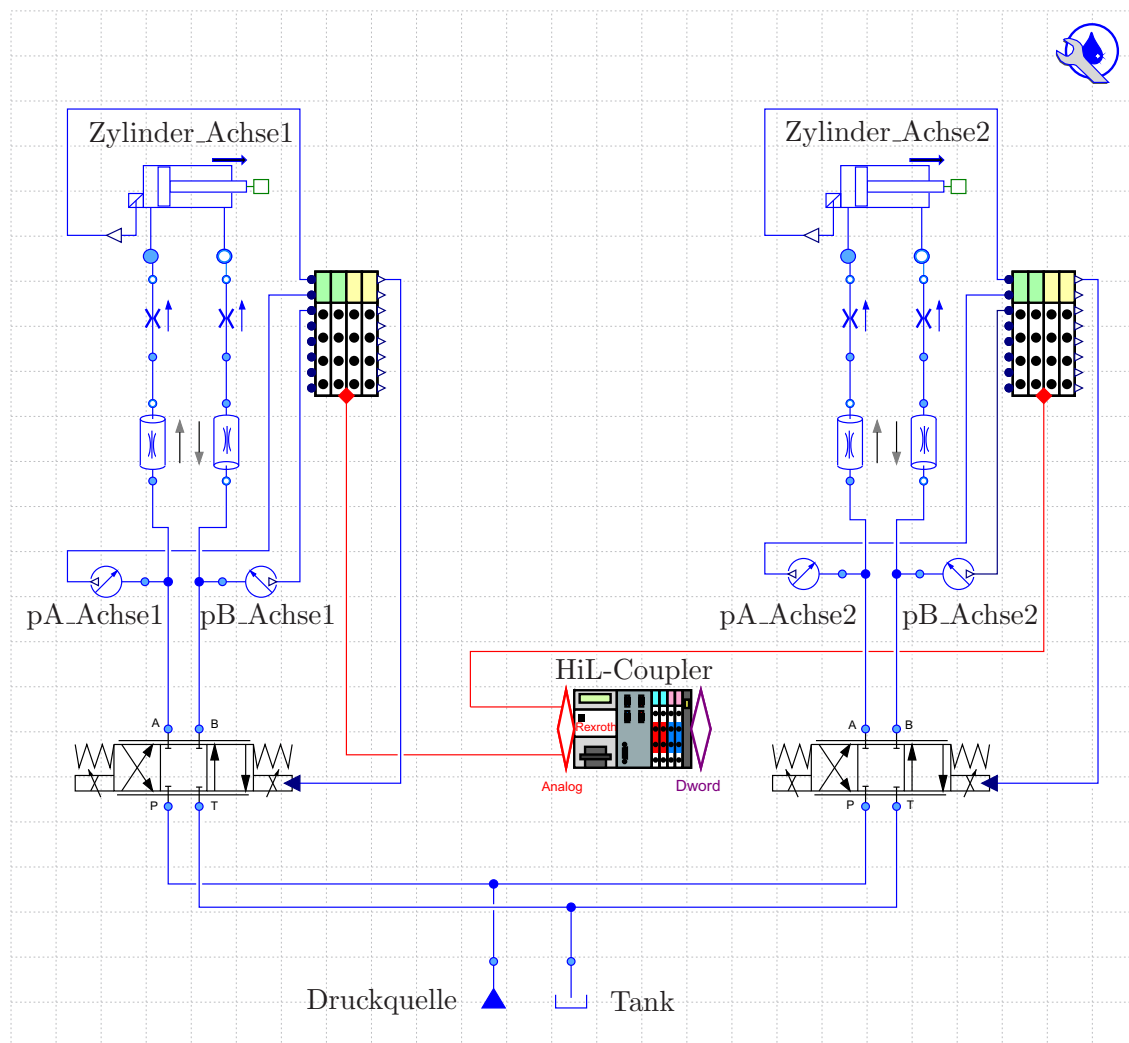 Zylinder_Achse1
Zylinder_Achse2
pA_Achse1
pB_Achse1
pA_Achse2
pB_Achse2
HiL-Coupler
Rexroth
Analog
Dword
A
B
P
T
A
B
P
T
Druckquelle
Tank